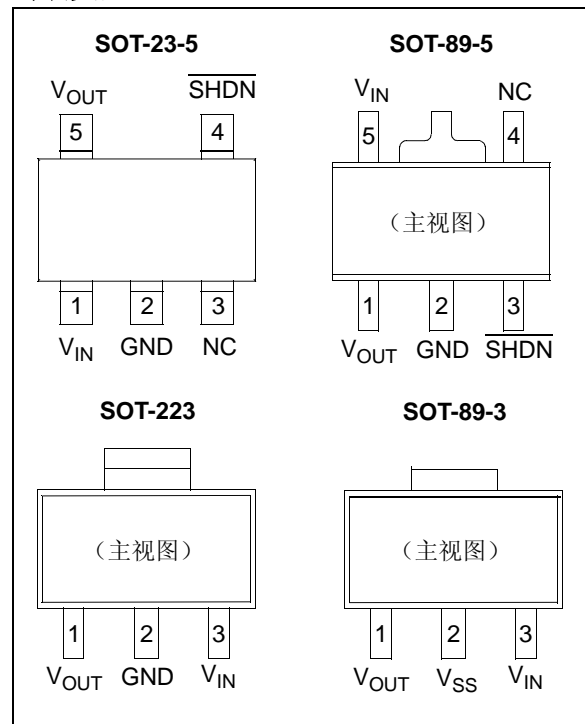 SOT-23-5
VOUT SHDN
5 4
1 2 3
VIN GND NC
SOT-89-5
VIN NC
5 4
（主视图）
1 2 3
VOUT GND SHDN
SOT-223
（主视图）
1 2 3
VOUT GND VIN
SOT-89-3
（主视图）
1 2 3
VOUT VSS VIN